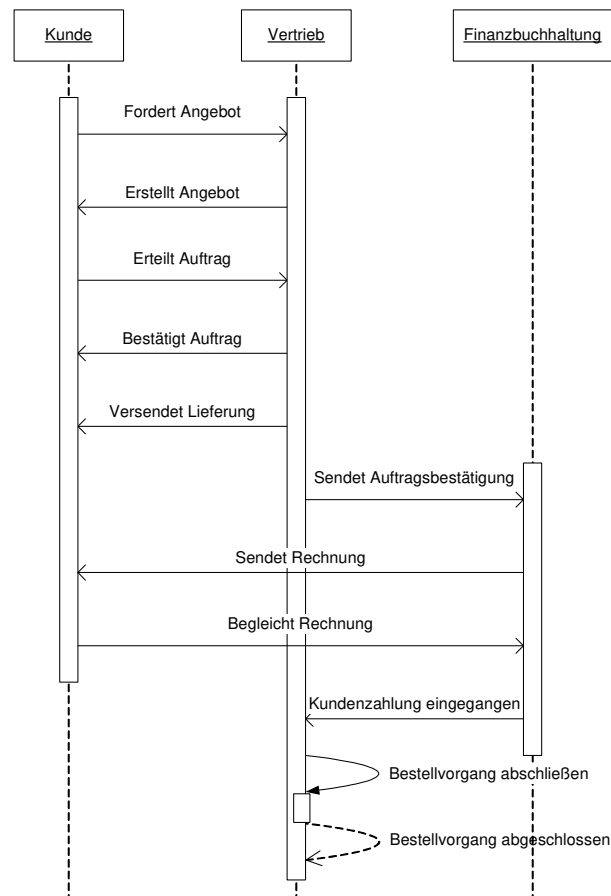 Kunde
Vertrieb
Finanzbuchhaltung
Fordert Angebot
Erstellt Angebot
Erteilt Auftrag
Bestätigt Auftrag
Versendet Lieferung
Sendet Auftragsbestätigung
Sendet Rechnung
Begleicht Rechnung
Kundenzahlung eingegangen
Bestellvorgang abschließen
Bestellvorgang abgeschlossen